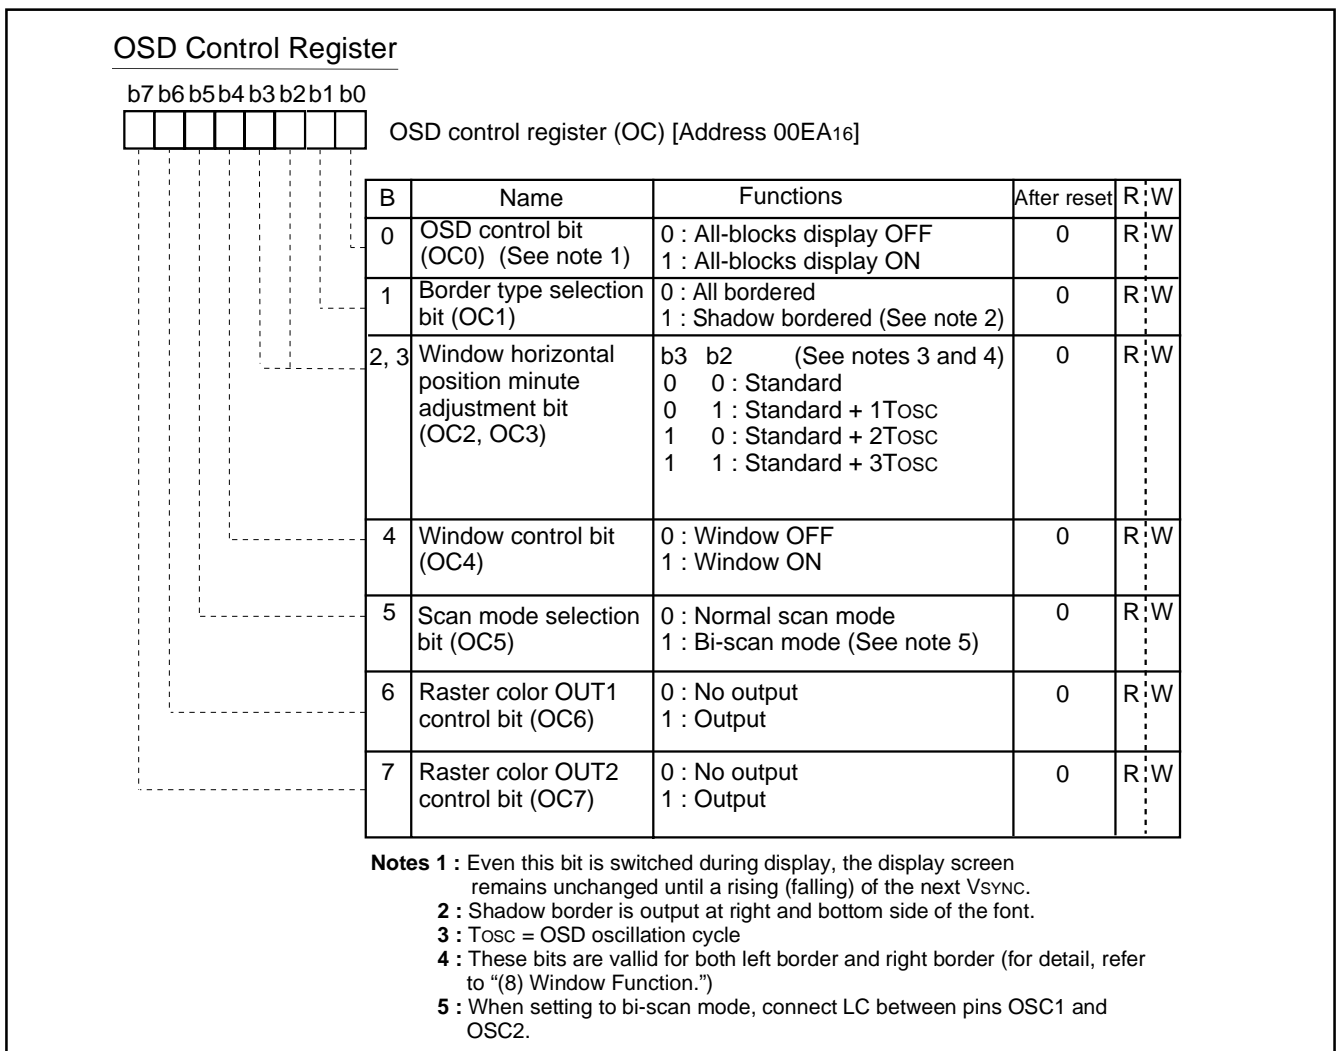 OSD Control Register
b7 b6 b5 b4 b3 b2 b1 b0
OSD control register (OC) [Address 00EA16]
B Name Functions After reset R W
0 OSD control bit (OC0) (See note 1) 0 : All-blocks display OFF 0 R W
1 : All-blocks display ON
1 Border type selection bit (OC1) 0 : All bordered 0 R W
1 : Shadow bordered (See note 2)
2, 3 Window horizontal position minute adjustment bit (OC2, OC3) b3 b2 (See notes 3 and 4) 0 R W
0 0 : Standard
0 1 : Standard + 1TOSC
1 0 : Standard + 2TOSC
1 1 : Standard + 3TOSC
4 Window control bit (OC4) 0 : Window OFF 0 R W
1 : Window ON
5 Scan mode selection bit (OC5) 0 : Normal scan mode 0 R W
1 : Bi-scan mode (See note 5)
6 Raster color OUT1 control bit (OC6) 0 : No output 0 R W
1 : Output
7 Raster color OUT2 control bit (OC7) 0 : No output 0 R W
1 : Output
Notes 1 : Even this bit is switched during display, the display screen
remains unchanged until a rising (falling) of the next VSYNC.
2 : Shadow border is output at right and bottom side of the font.
3 : TOSC = OSD oscillation cycle
4 : These bits are vallid for both left border and right border (for detail, refer
to “(8) Window Function.”)
5 : When setting to bi-scan mode, connect LC between pins OSC1 and
OSC2.